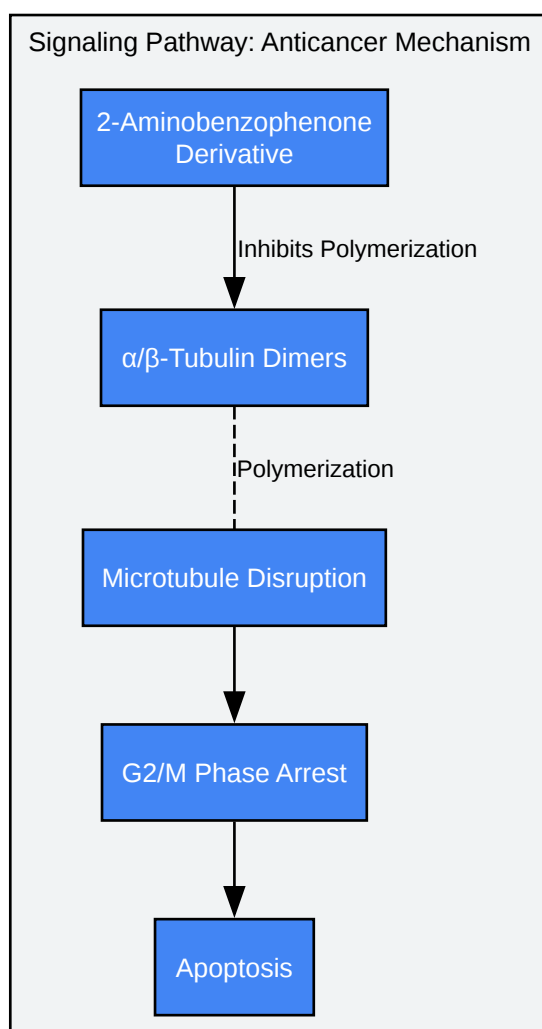 Signaling Pathway: Anticancer Mechanism
2-Aminobenzophenone
Derivative
Inhibits Polymerization
α/β-Tubulin Dimers
Polymerization
Microtubule Disruption
G2/M Phase Arrest
Apoptosis